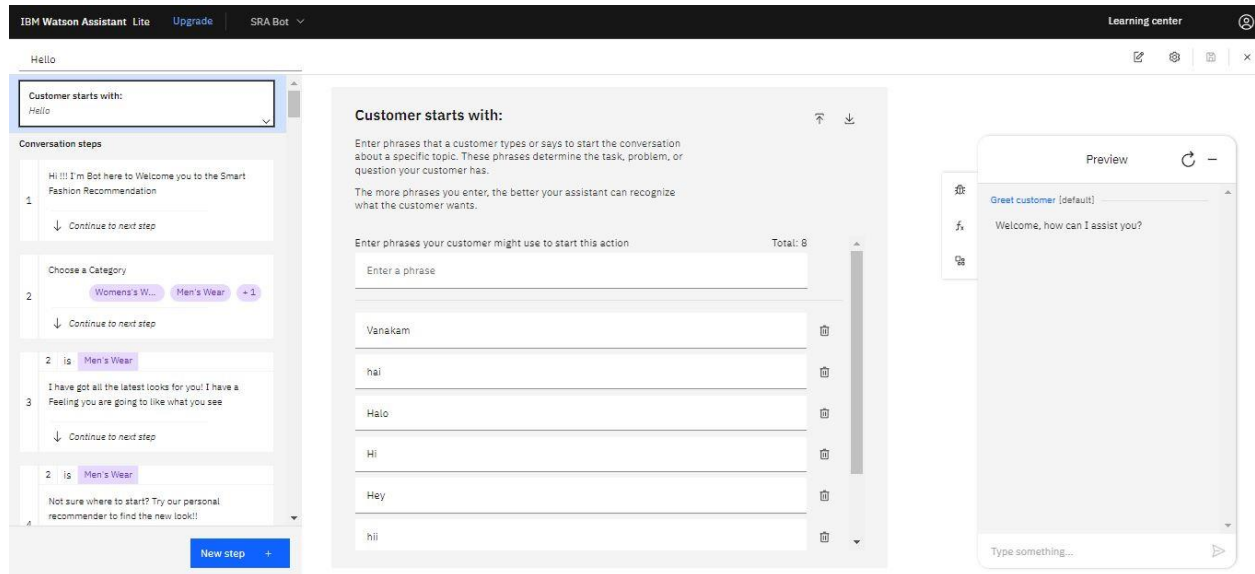 IBM Watson Assistant Lite Upgrade SRA Bot Learning center
Hello
Customer starts with:
Hello
Conversation steps
1
Hi !!! I'm Bot here to Welcome you to the Smart
Fashion Recommendation
Continue to next step
2
Choose a Category
Womens's W... Men's Wear + 1
Continue to next step
3
2 is Men's Wear
I have got all the latest looks for you! I have a
Feeling you are going to like what you see
Continue to next step
4
2 is Men's Wear
Not sure where to start? Try our personal
recommender to find the new look!!
New step +
Customer starts with:
Enter phrases that a customer types or says to start the conversation
about a specific topic. These phrases determine the task, problem, or
question your customer has.
The more phrases you enter, the better your assistant can recognize
what the customer wants.
Enter phrases your customer might use to start this action Total: 8
Enter a phrase
Vanakam
hai
Halo
Hi
Hey
hii
Preview
Greet customer [default]
Welcome, how can I assist you?
Type something...